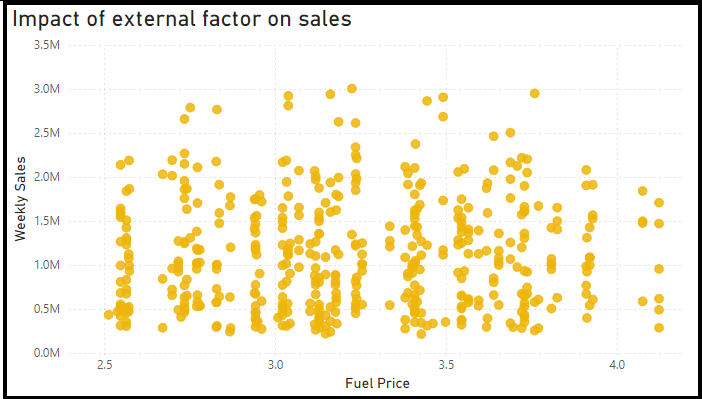 Impact of external factor on sales
3.5M
3.0M
2.5M
2.0M
1.5M
1.0M
0.5M
0.0M
Weekly Sales
2.5 3.0 3.5 4.0
Fuel Price